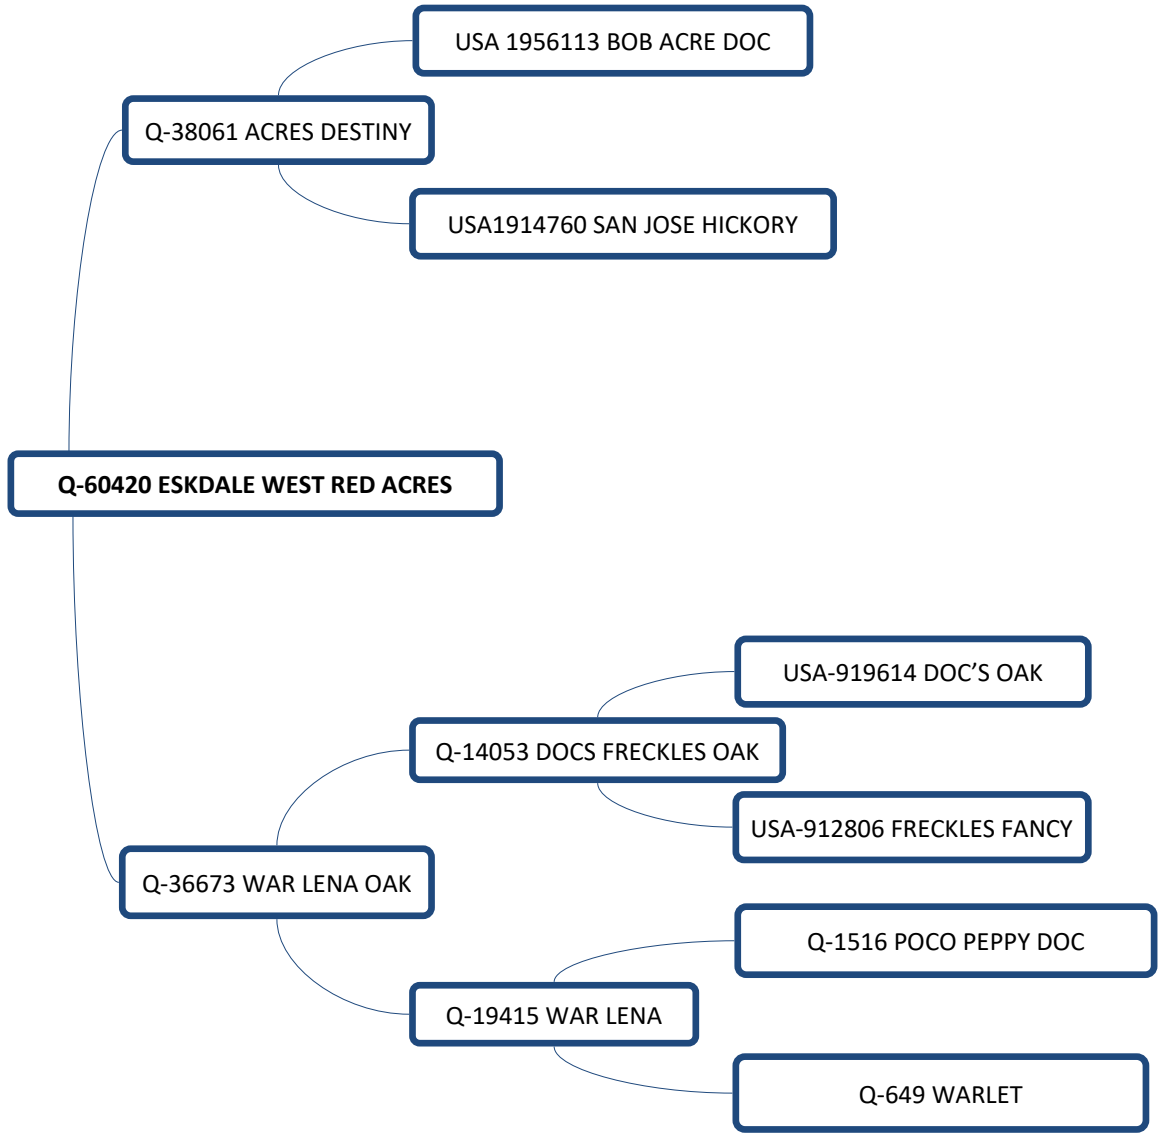 USA 1956113 BOB ACRE DOC
Q-38061 ACRES DESTINY
USA1914760 SAN JOSE HICKORY
Q-60420 ESKDALE WEST RED ACRES
USA-919614 DOC’S OAK
Q-14053 DOCS FRECKLES OAK
USA-912806 FRECKLES FANCY
Q-36673 WAR LENA OAK
Q-1516 POCO PEPPY DOC
Q-19415 WAR LENA
Q-649 WARLET